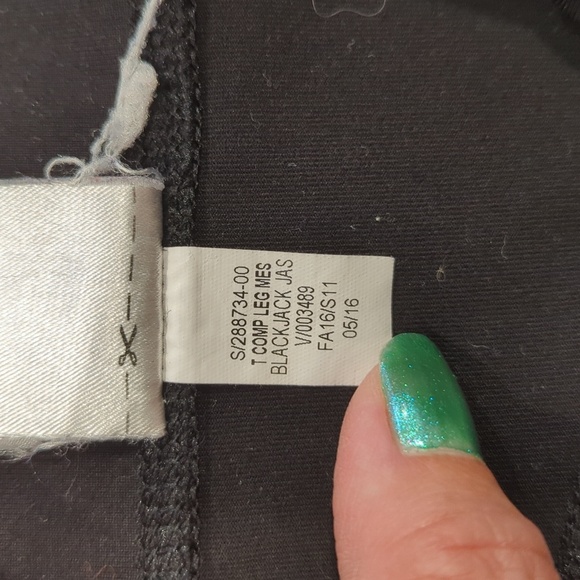 S/288734-00
T COMP LEG MES
BLACKJACK JAS
V/003489
FA16/S11
05/16